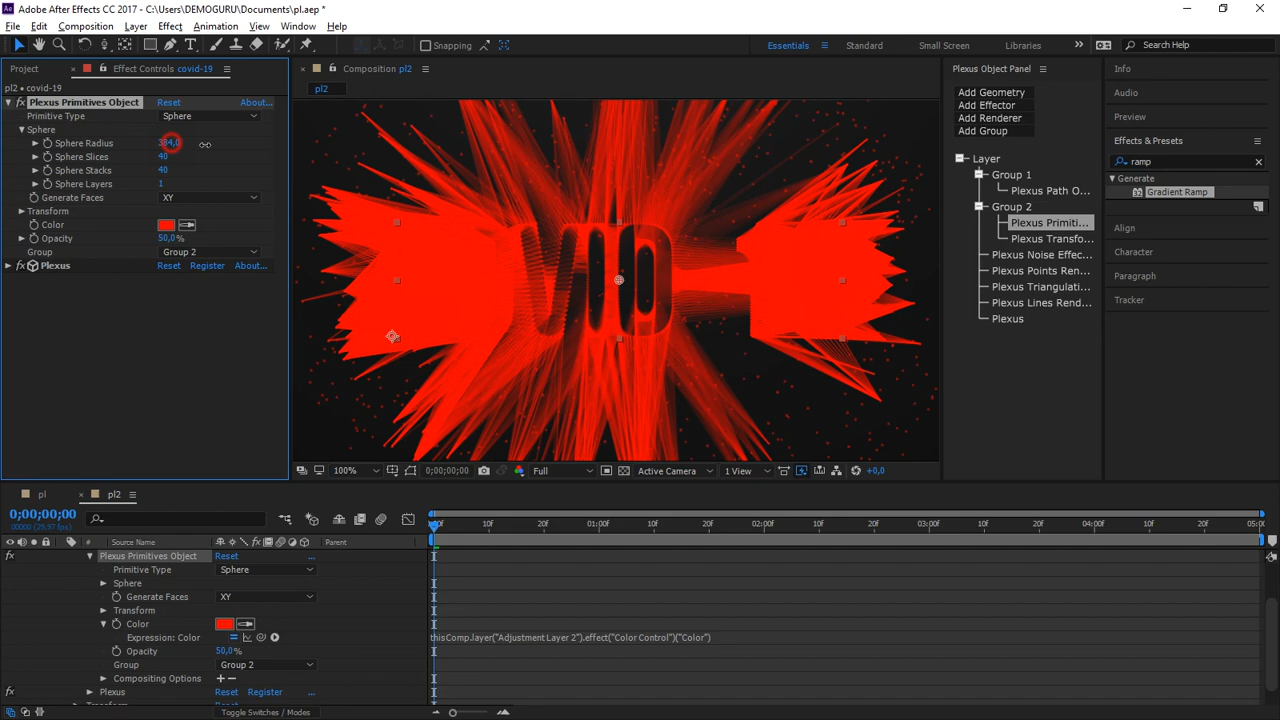 Adobe After Effects CC 2017 - C:\Users\DEMOGURU\Documents\pl.aep *
File Edit Composition Layer Effect Animation View Window Help
Snapping Essentials Standard Small Screen Libraries Search Help
Project Effect Controls covid-19
pl2 • covid-19
Plexus Primitives Object Reset About...
Primitive Type Sphere
Sphere
Sphere Radius
Sphere Slices 40
Sphere Stacks 40
Sphere Layers 1
Generate Faces XY
Transform
Color
Opacity 50,0 %
Group Group 2
Plexus Reset Register About...
Composition pl2
pl2
VID
100% 0;00;00;00 Full Active Camera 1 View +0,0
Plexus Object Panel
Add Geometry
Add Effector
Add Renderer
Add Group
Layer
Group 1
Plexus Path O...
Group 2
Plexus Primiti...
Plexus Transfo...
Plexus Noise Effec...
Plexus Points Ren...
Plexus Triangulati...
Plexus Lines Rend...
Plexus
Info
Audio
Preview
Effects & Presets
ramp
Generate
Gradient Ramp
Align
Character
Paragraph
Tracker
pl pl2
0;00;00;00
00000 (29.97 fps)
# Source Name Parent
10f 20f 01:00f 10f 20f 02:00f 10f 20f 03:00f 10f 20f 04:00f 10f 20f
Plexus Primitives Object Reset ...
Primitive Type Sphere
Sphere
Generate Faces XY
Transform
Color
Expression: Color thisComp.layer("Adjustment Layer 2").effect("Color Control")("Color")
Opacity 50,0 %
Group Group 2
Compositing Options + −
Plexus Reset Register ...
Toggle Switches / Modes